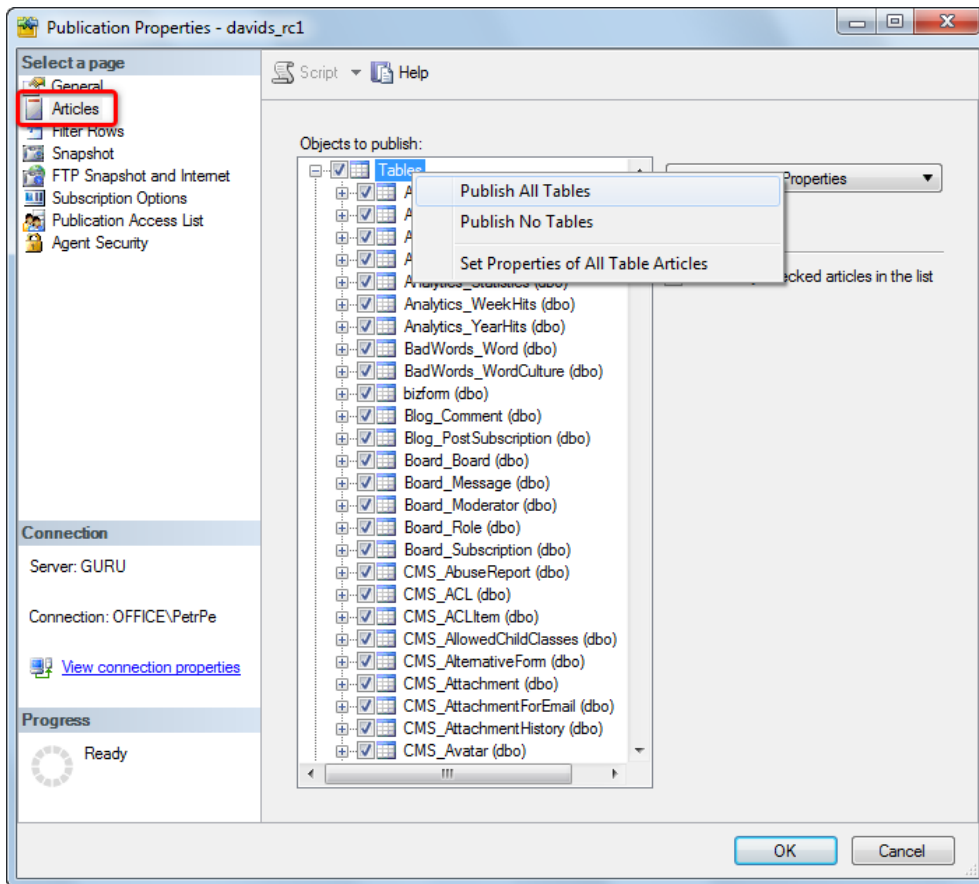 Publication Properties - davids_rc1
Select a page
General
Articles
Filter Rows
Snapshot
FTP Snapshot and Internet
Subscription Options
Publication Access List
Agent Security
Connection
Server: GURU
Connection: OFFICE\PetrPe
View connection properties
Progress
Ready
Script
Help
Objects to publish:
Tables
Properties
Publish All Tables
Publish No Tables
Set Properties of All Table Articles
A
A
A
A
Analytics_Statistics (dbo)
checked articles in the list
Analytics_WeekHits (dbo)
Analytics_YearHits (dbo)
BadWords_Word (dbo)
BadWords_WordCulture (dbo)
bizform (dbo)
Blog_Comment (dbo)
Blog_PostSubscription (dbo)
Board_Board (dbo)
Board_Message (dbo)
Board_Moderator (dbo)
Board_Role (dbo)
Board_Subscription (dbo)
CMS_AbuseReport (dbo)
CMS_ACL (dbo)
CMS_ACLItem (dbo)
CMS_AllowedChildClasses (dbo)
CMS_AlternativeForm (dbo)
CMS_Attachment (dbo)
CMS_AttachmentForEmail (dbo)
CMS_AttachmentHistory (dbo)
CMS_Avatar (dbo)
OK
Cancel